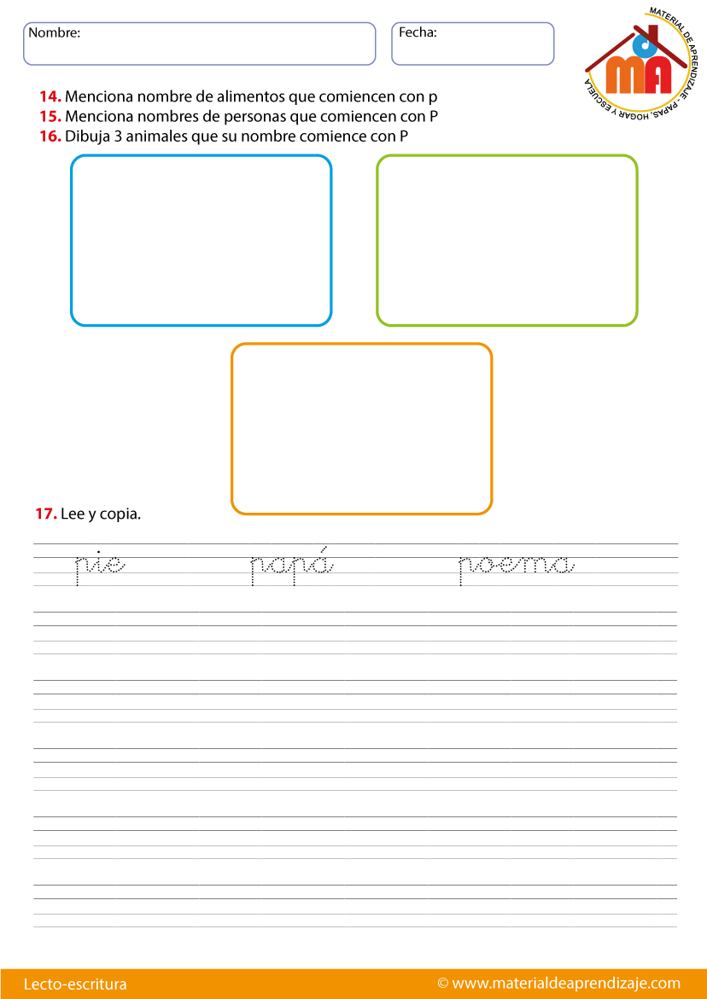 Nombre:
Fecha:
MATERIAL DE APRENDIZAJE - PAPAS, HOGAR Y ESCUELA
mdA
14. Menciona nombre de alimentos que comiencen con p
15. Menciona nombres de personas que comiencen con P
16. Dibuja 3 animales que su nombre comience con P
17. Lee y copia.
pie papá poema
Lecto-escritura
© www.materialdeaprendizaje.com